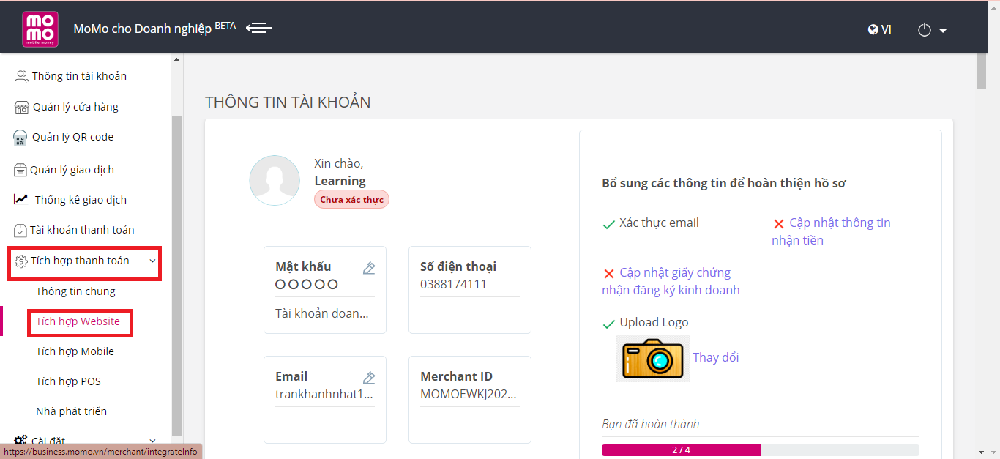 MOMO
mobile money
MoMo cho Doanh nghiệp BETA
VI
Thông tin tài khoản
Quản lý cửa hàng
Quản lý QR code
Quản lý giao dịch
Thống kê giao dịch
Tài khoản thanh toán
Tích hợp thanh toán
Thông tin chung
Tích hợp Website
Tích hợp Mobile
Tích hợp POS
Nhà phát triển
Cài đặt
https://business.momo.vn/merchant/integrateInfo
THÔNG TIN TÀI KHOẢN
Xin chào,
Learning
Chưa xác thực
Mật khẩu
Tài khoản doan...
Số điện thoại
0388174111
Email
trankhanhnhat1...
Merchant ID
MOMOEWKJ202...
Bổ sung các thông tin để hoàn thiện hồ sơ
Xác thực email
Cập nhật thông tin
nhận tiền
Cập nhật giấy chứng
nhận đăng ký kinh doanh
Upload Logo
Thay đổi
Bạn đã hoàn thành
2 / 4